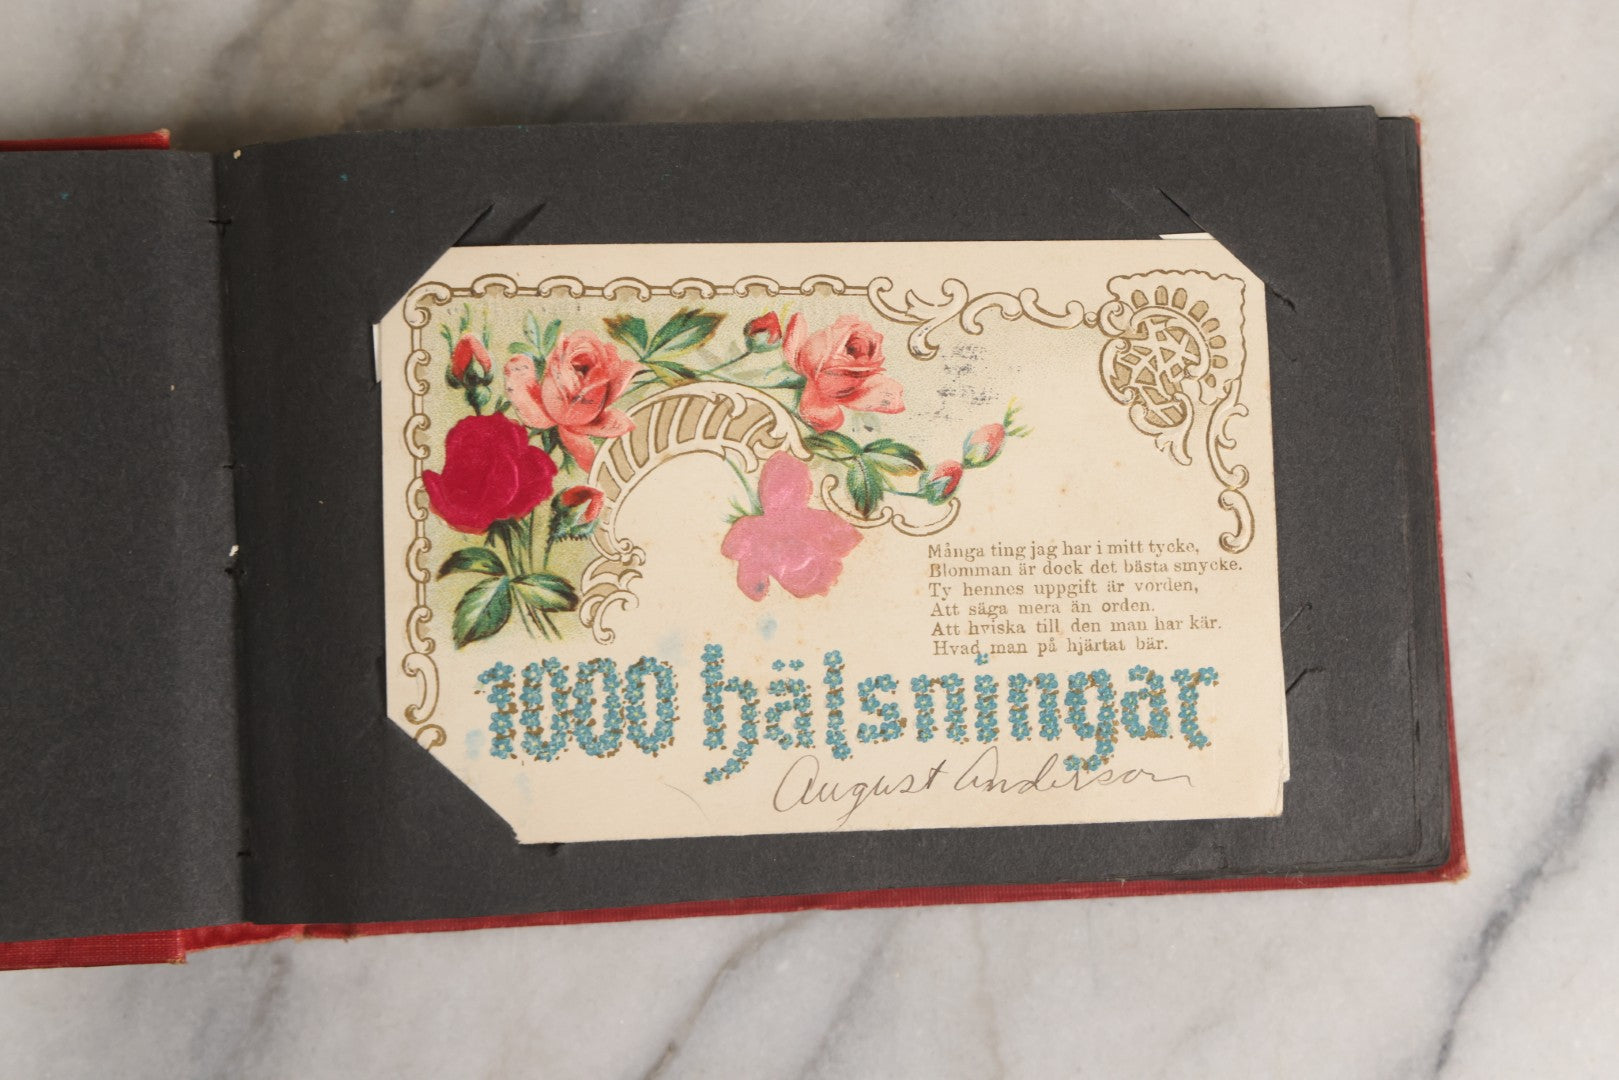 Många ting jag har i mitt tycke,
Blomman är dock det bästa smycke.
Ty hennes uppgift är vorden,
Att säga mera än orden.
Att hviska till den man har kär.
Hvad man på hjärtat bär.
1000 hälsningar
August Anderson